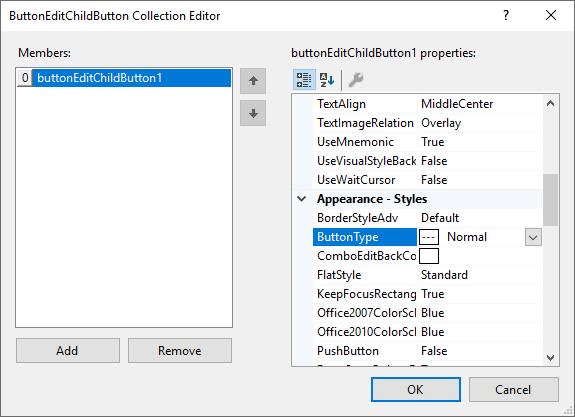 ButtonEditChildButton Collection Editor
Members:
0 buttonEditChildButton1
Add
Remove
buttonEditChildButton1 properties:
TextAlign MiddleCenter
TextImageRelation Overlay
UseMnemonic True
UseVisualStyleBack False
UseWaitCursor False
Appearance - Styles
BorderStyleAdv Default
ButtonType --- Normal
ComboEditBackCo
FlatStyle Standard
KeepFocusRectang True
Office2007ColorScl Blue
Office2010ColorScl Blue
PushButton False
OK
Cancel